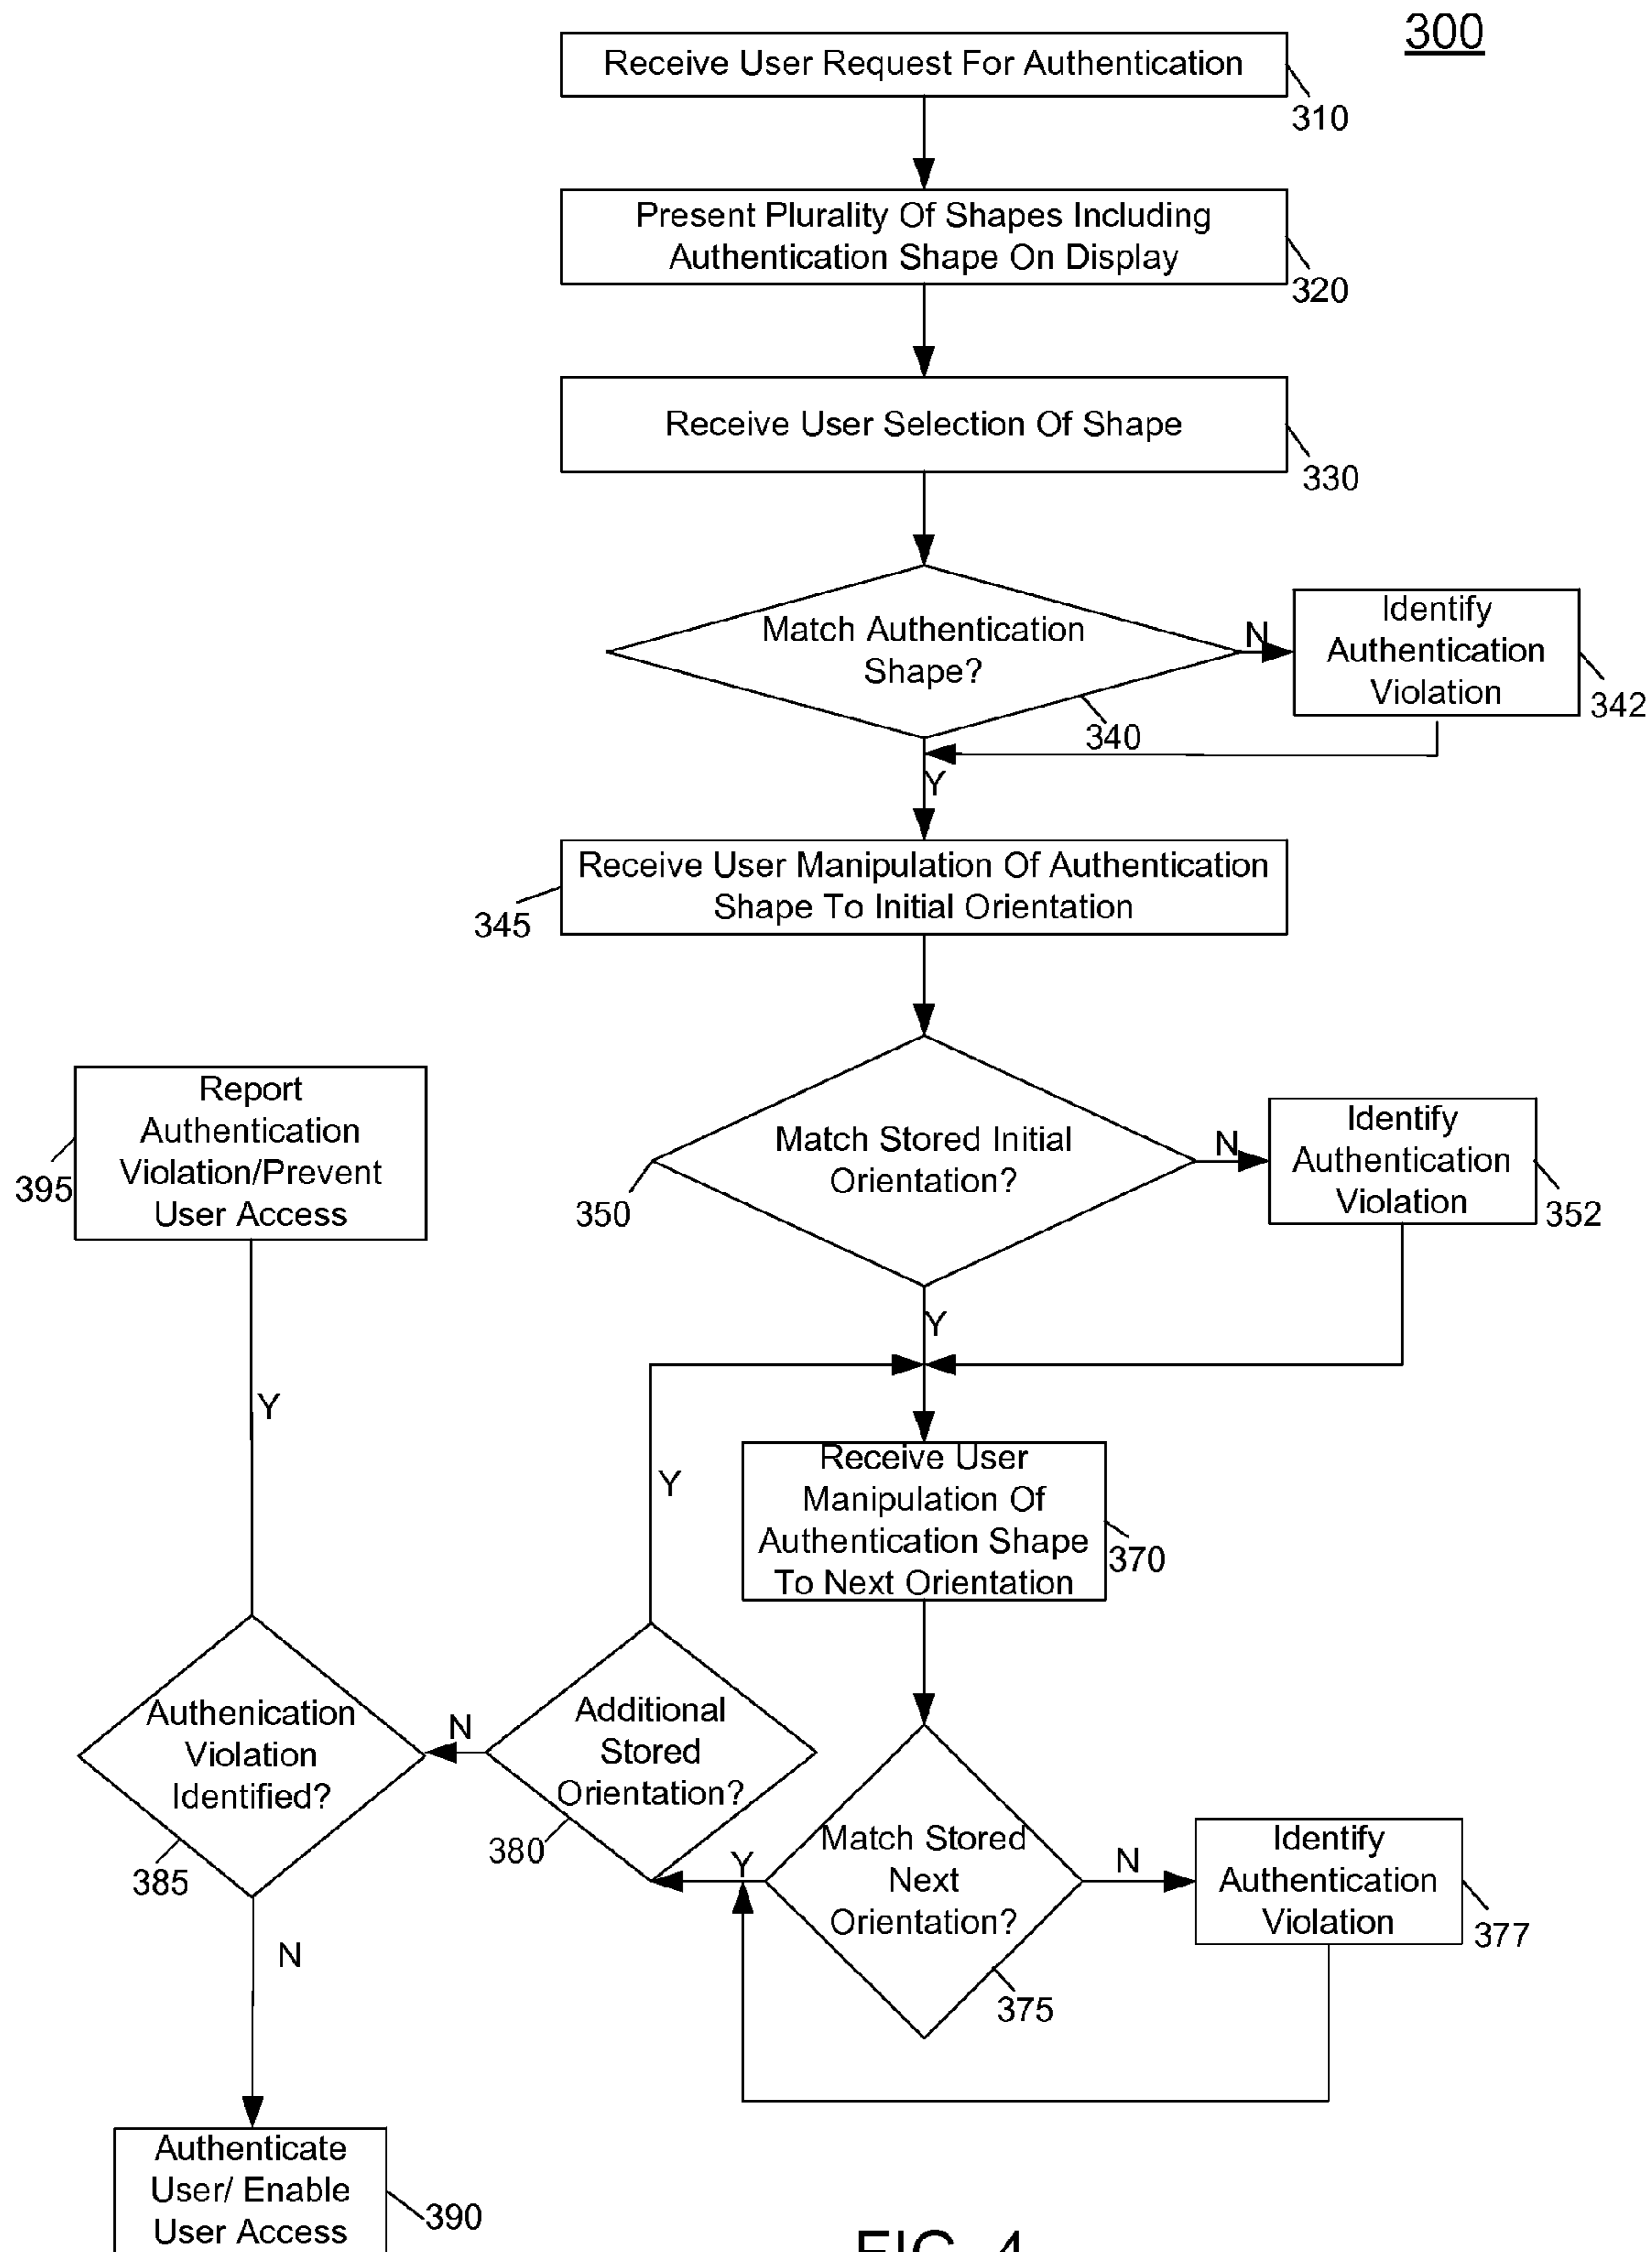 300
Receive User Request For Authentication
310
Present Plurality Of Shapes Including
Authentication Shape On Display
320
Receive User Selection Of Shape
330
Match Authentication
Shape?
340
N
Identify
Authentication
Violation
342
Y
Receive User Manipulation Of Authentication
Shape To Initial Orientation
345
Match Stored Initial
Orientation?
350
N
Identify
Authentication
Violation
352
Y
Report
Authentication
Violation/Prevent
User Access
395
Y
Y
Receive User
Manipulation Of
Authentication Shape
To Next Orientation
370
Match Stored
Next
Orientation?
375
N
Identify
Authentication
Violation
377
Y
Additional
Stored
Orientation?
380
N
Authenication
Violation
Identified?
385
N
Authenticate
User/ Enable
User Access
390
FIG. 4